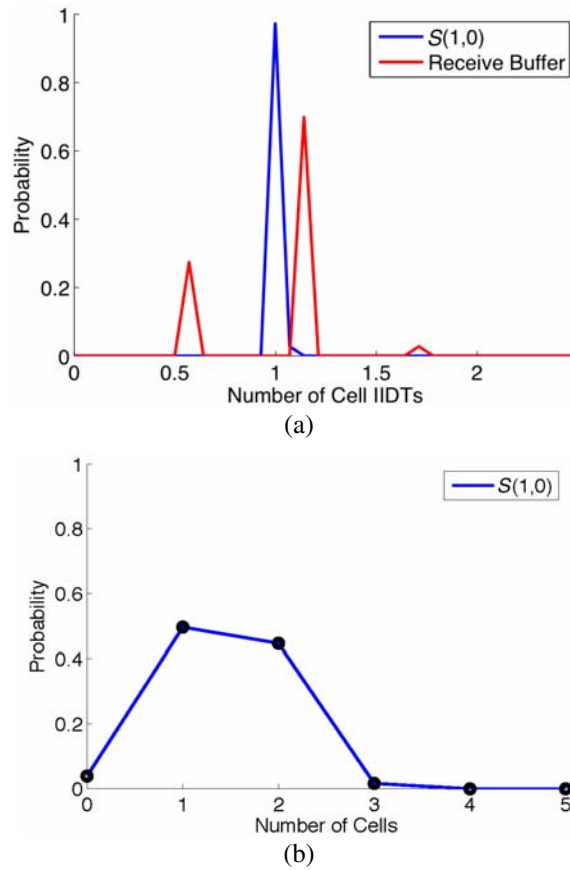 1
0.8
0.6
0.4
0.2
0
Probability
S(1,0)
Receive Buffer
0 0.5 1 1.5 2
Number of Cell IIDTs
(a)
1
0.8
0.6
0.4
0.2
0
Probability
S(1,0)
0 1 2 3 4 5
Number of Cells
(b)